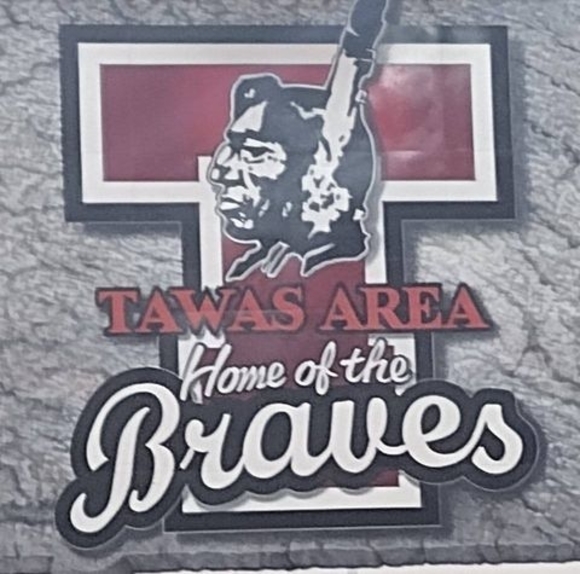 T
TAWAS AREA
Home of the
Braves